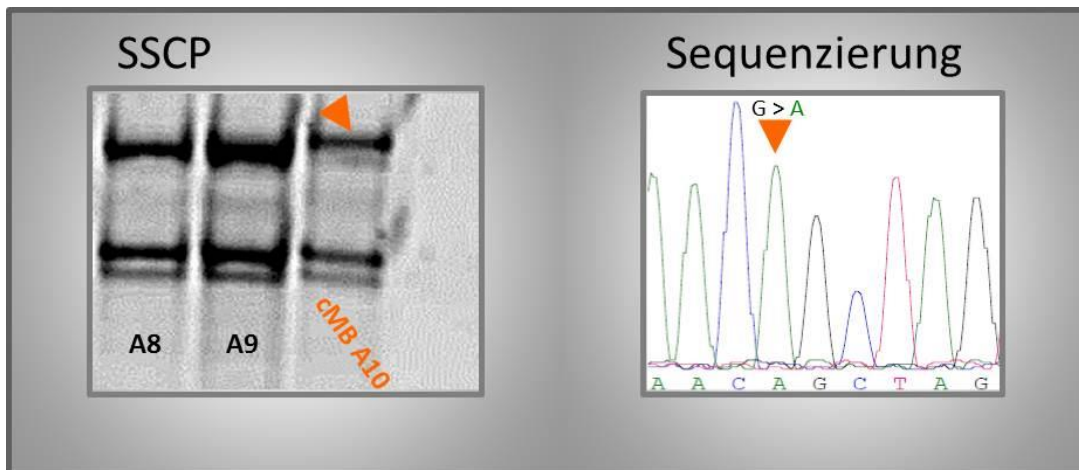 SSCP
A8
A9
cMB A10
Sequenzierung
G > A
A A C A G C T A G